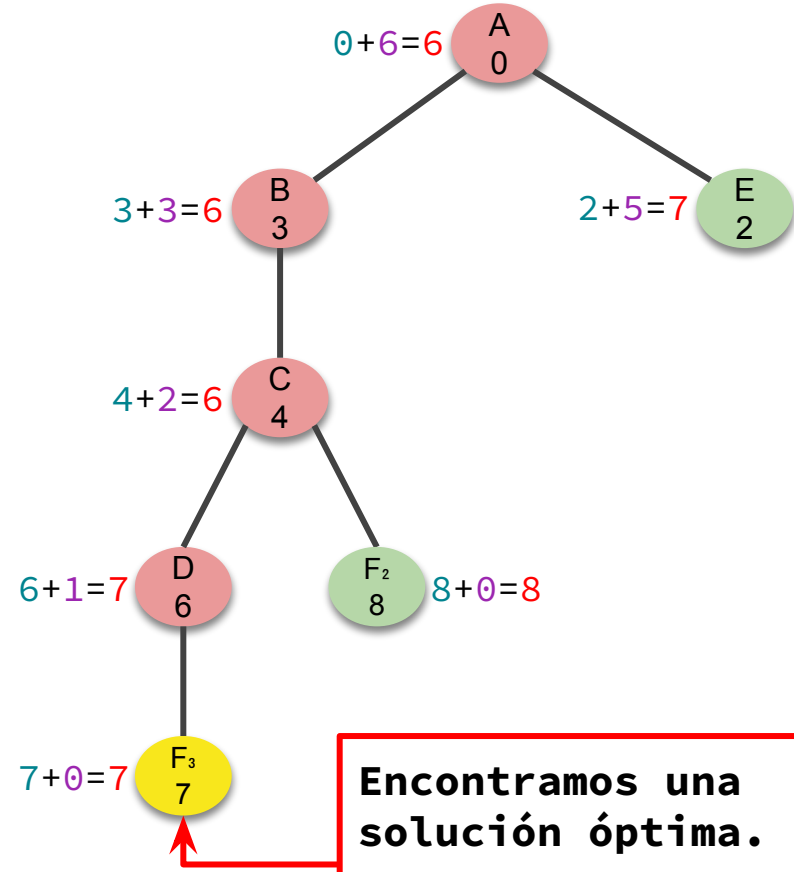 0+6=6
A
0
3+3=6
B
3
2+5=7
E
2
4+2=6
C
4
6+1=7
D
6
F₂
8
8+0=8
7+0=7
F₃
7
Encontramos una
solución óptima.